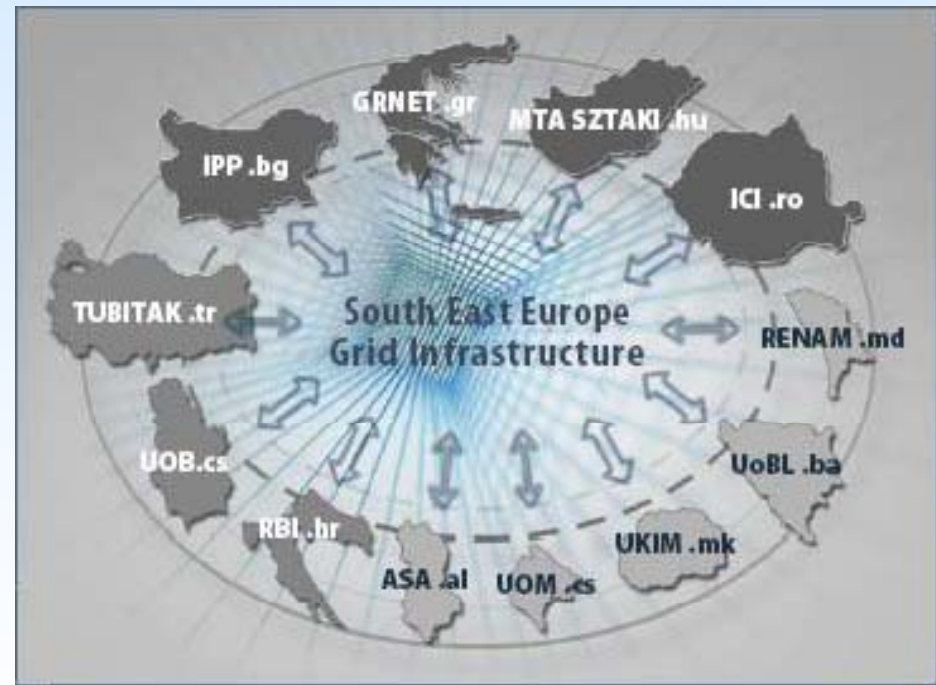 GRNET .gr
MTA SZTAKI .hu
IPP .bg
ICI .ro
TUBITAK .tr
South East Europe
Grid Infrastructure
RENAM .md
UOB.cs
UoBL .ba
RBI .hr
UKIM .mk
ASA .al
UOM .cs